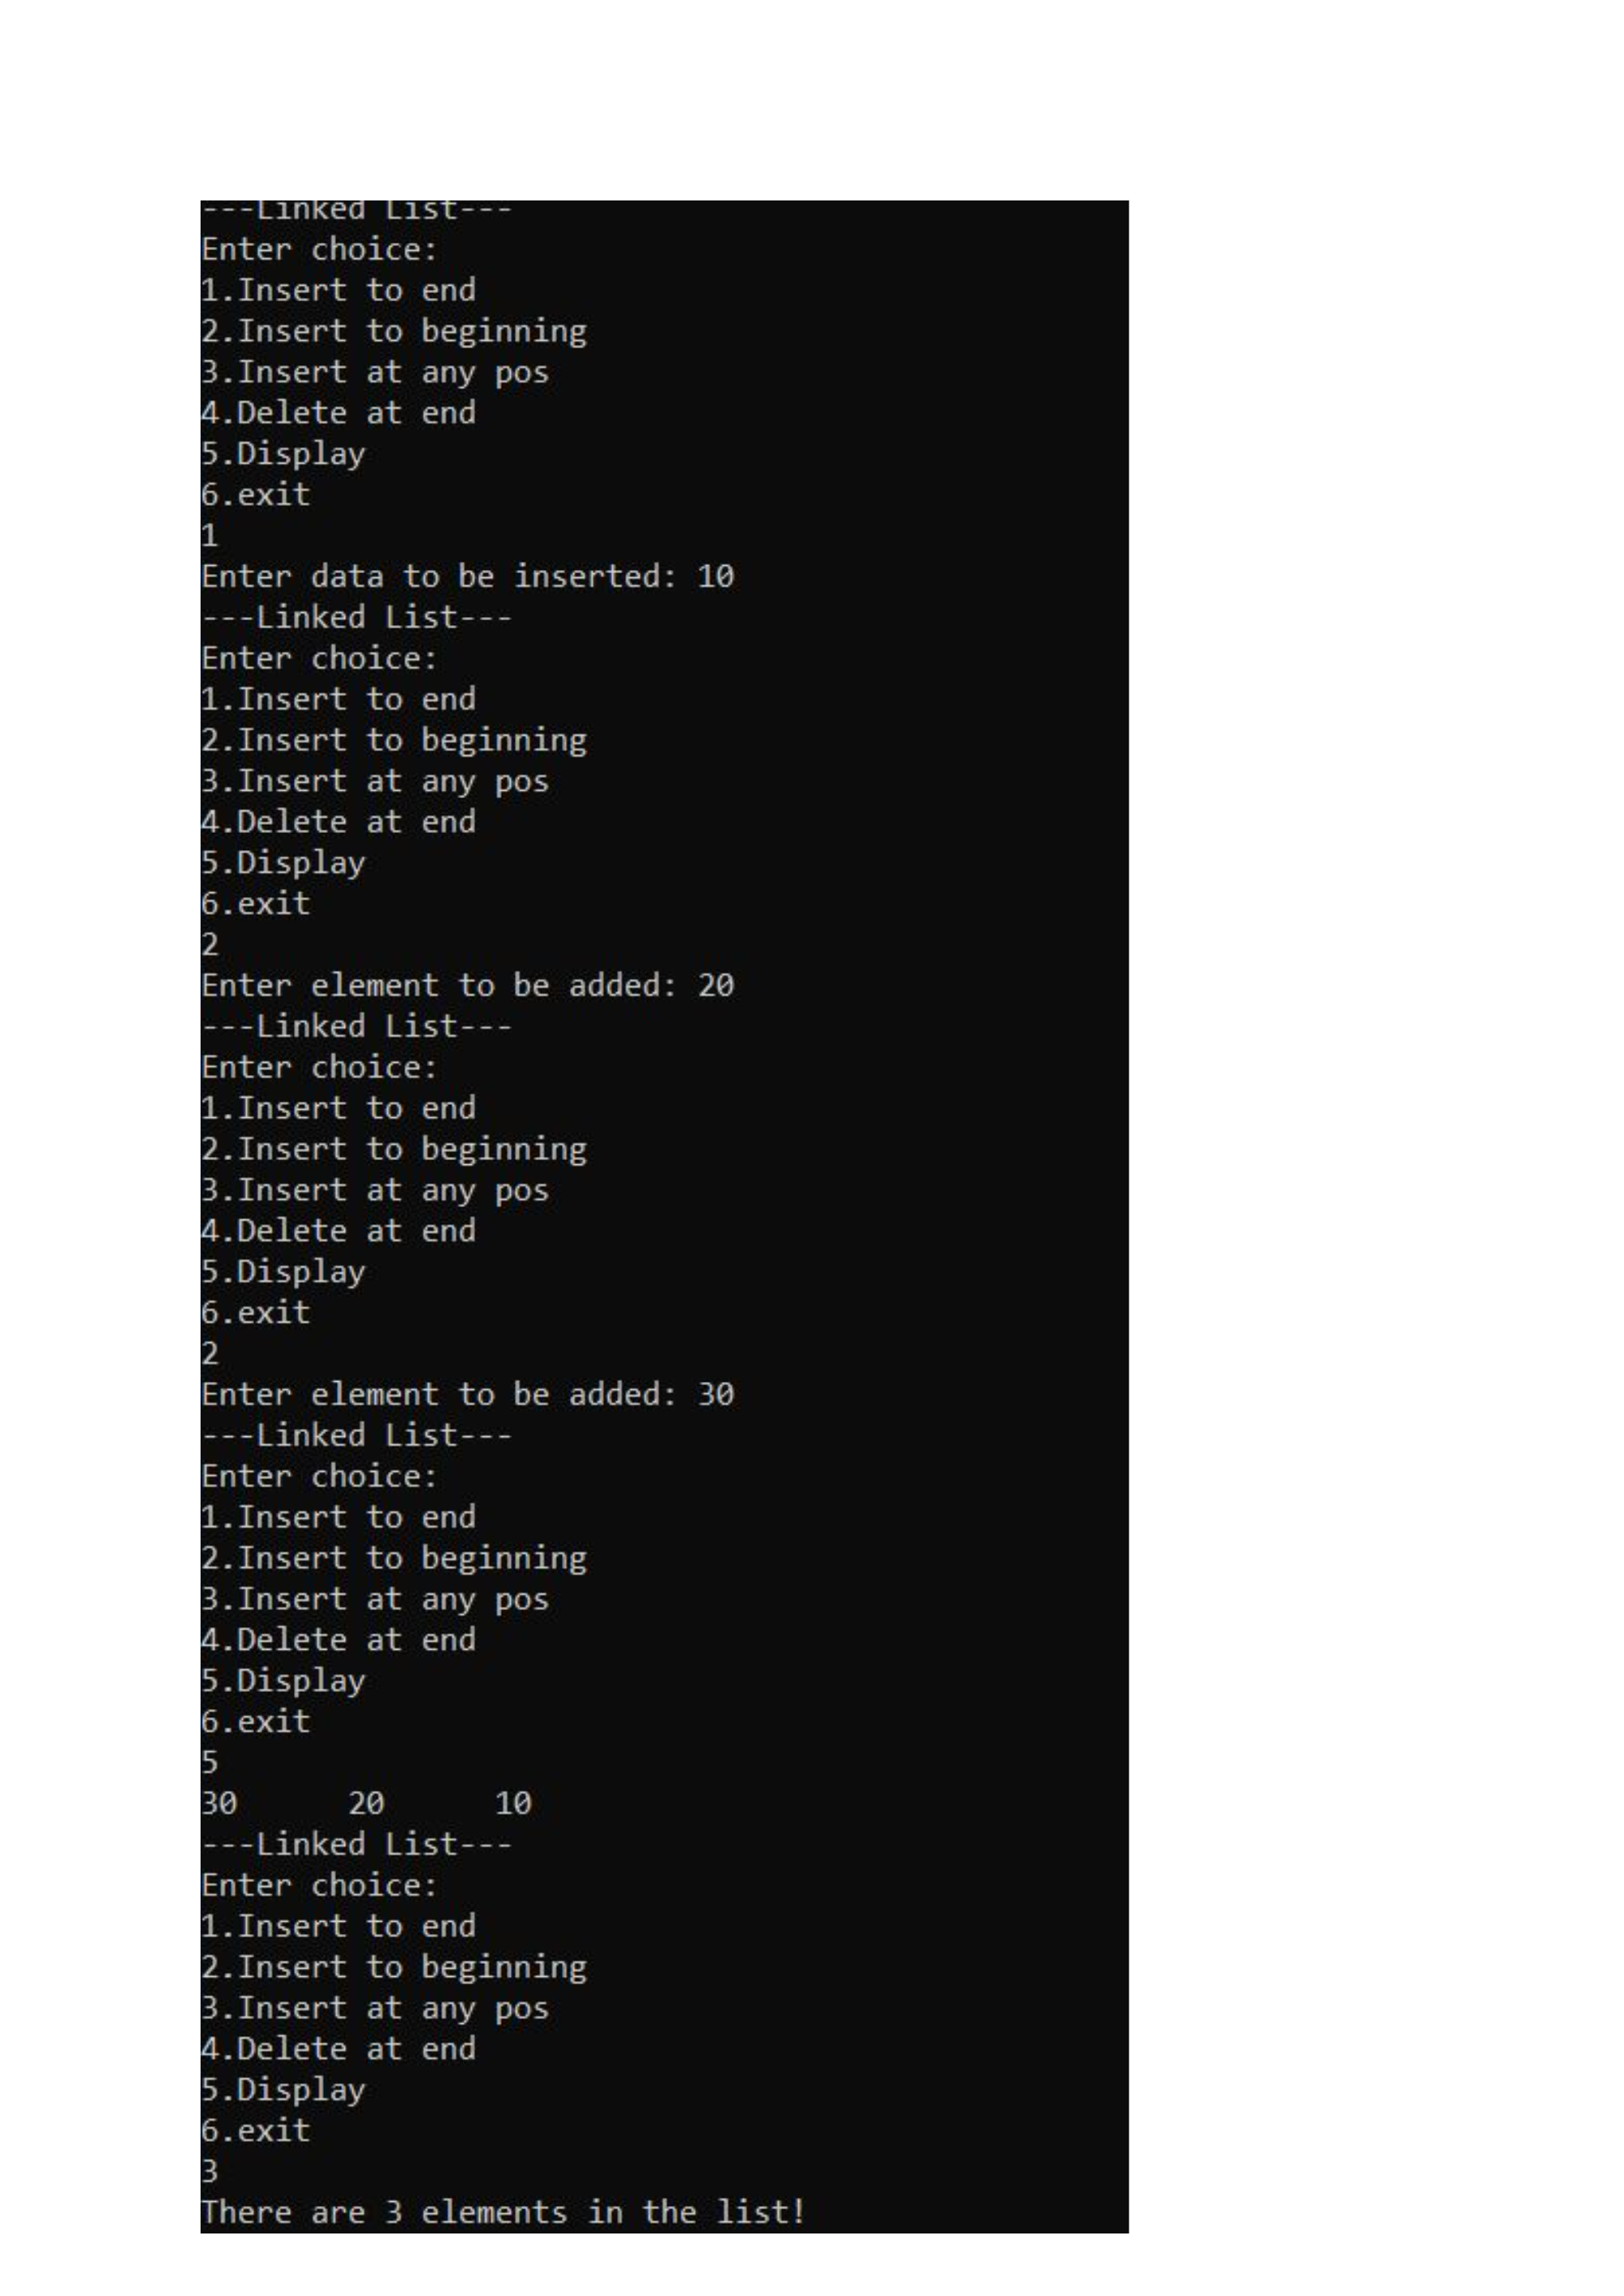 ---Linked List---
Enter choice:
1.Insert to end
2.Insert to beginning
3.Insert at any pos
4.Delete at end
5.Display
6.exit
1
Enter data to be inserted: 10
---Linked List---
Enter choice:
1.Insert to end
2.Insert to beginning
3.Insert at any pos
4.Delete at end
5.Display
6.exit
2
Enter element to be added: 20
---Linked List---
Enter choice:
1.Insert to end
2.Insert to beginning
3.Insert at any pos
4.Delete at end
5.Display
6.exit
2
Enter element to be added: 30
---Linked List---
Enter choice:
1.Insert to end
2.Insert to beginning
3.Insert at any pos
4.Delete at end
5.Display
6.exit
5
30      20      10
---Linked List---
Enter choice:
1.Insert to end
2.Insert to beginning
3.Insert at any pos
4.Delete at end
5.Display
6.exit
3
There are 3 elements in the list!